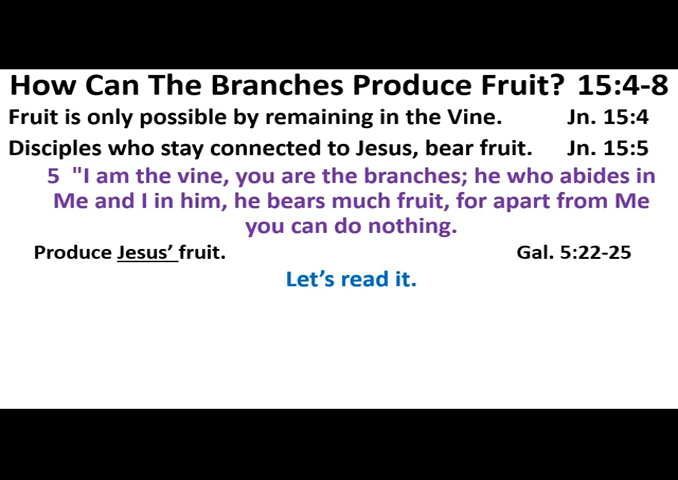 How Can The Branches Produce Fruit? 15:4-8
Fruit is only possible by remaining in the Vine. Jn. 15:4
Disciples who stay connected to Jesus, bear fruit. Jn. 15:5
5 "I am the vine, you are the branches; he who abides in
Me and I in him, he bears much fruit, for apart from Me
you can do nothing.
Produce Jesus’ fruit. Gal. 5:22-25
Let’s read it.